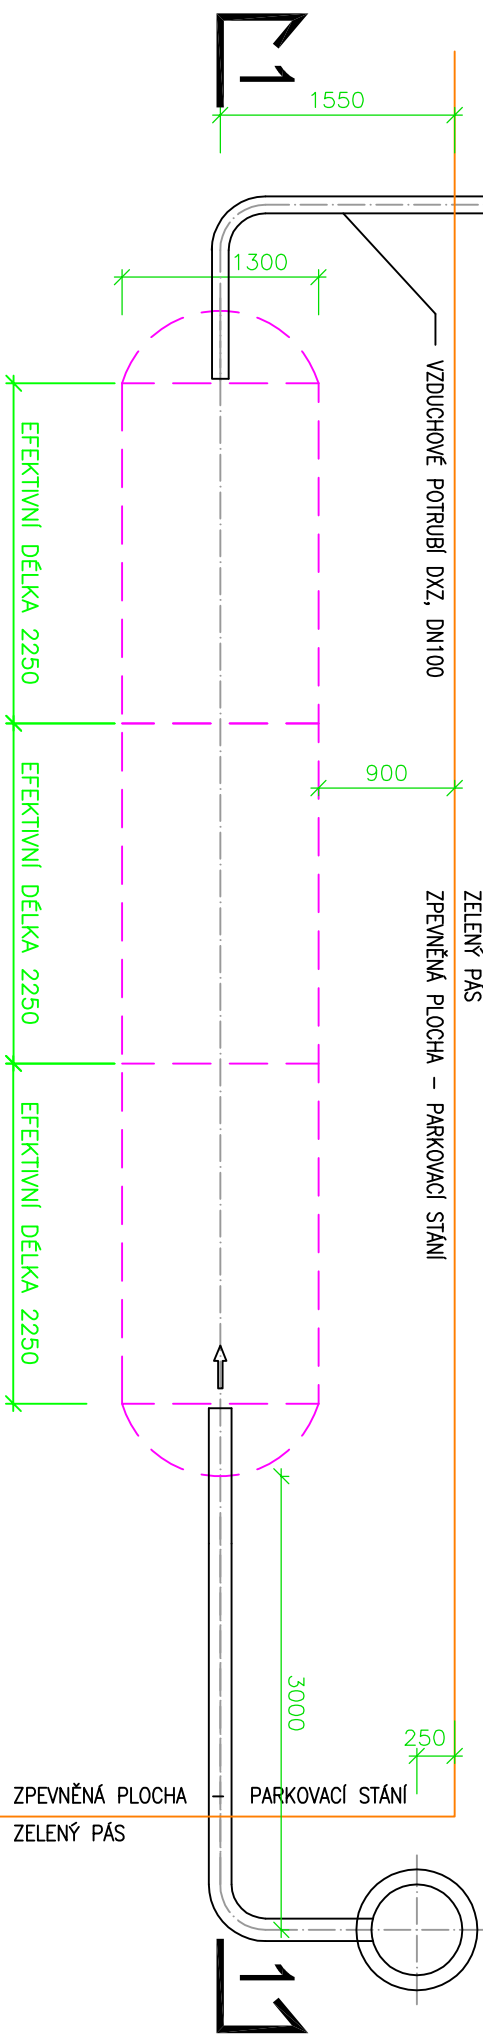 1
1550
1300
VZDUCHOVÉ POTRUBÍ DXZ, DN100
EFEKTIVNÍ DÉLKA 2250
900
EFEKTIVNÍ DÉLKA 2250
ZELENÝ PÁS
ZPEVNĚNÁ PLOCHA – PARKOVACÍ STÁNÍ
EFEKTIVNÍ DÉLKA 2250
3000
250
ZPEVNĚNÁ PLOCHA – PARKOVACÍ STÁNÍ
ZELENÝ PÁS
1